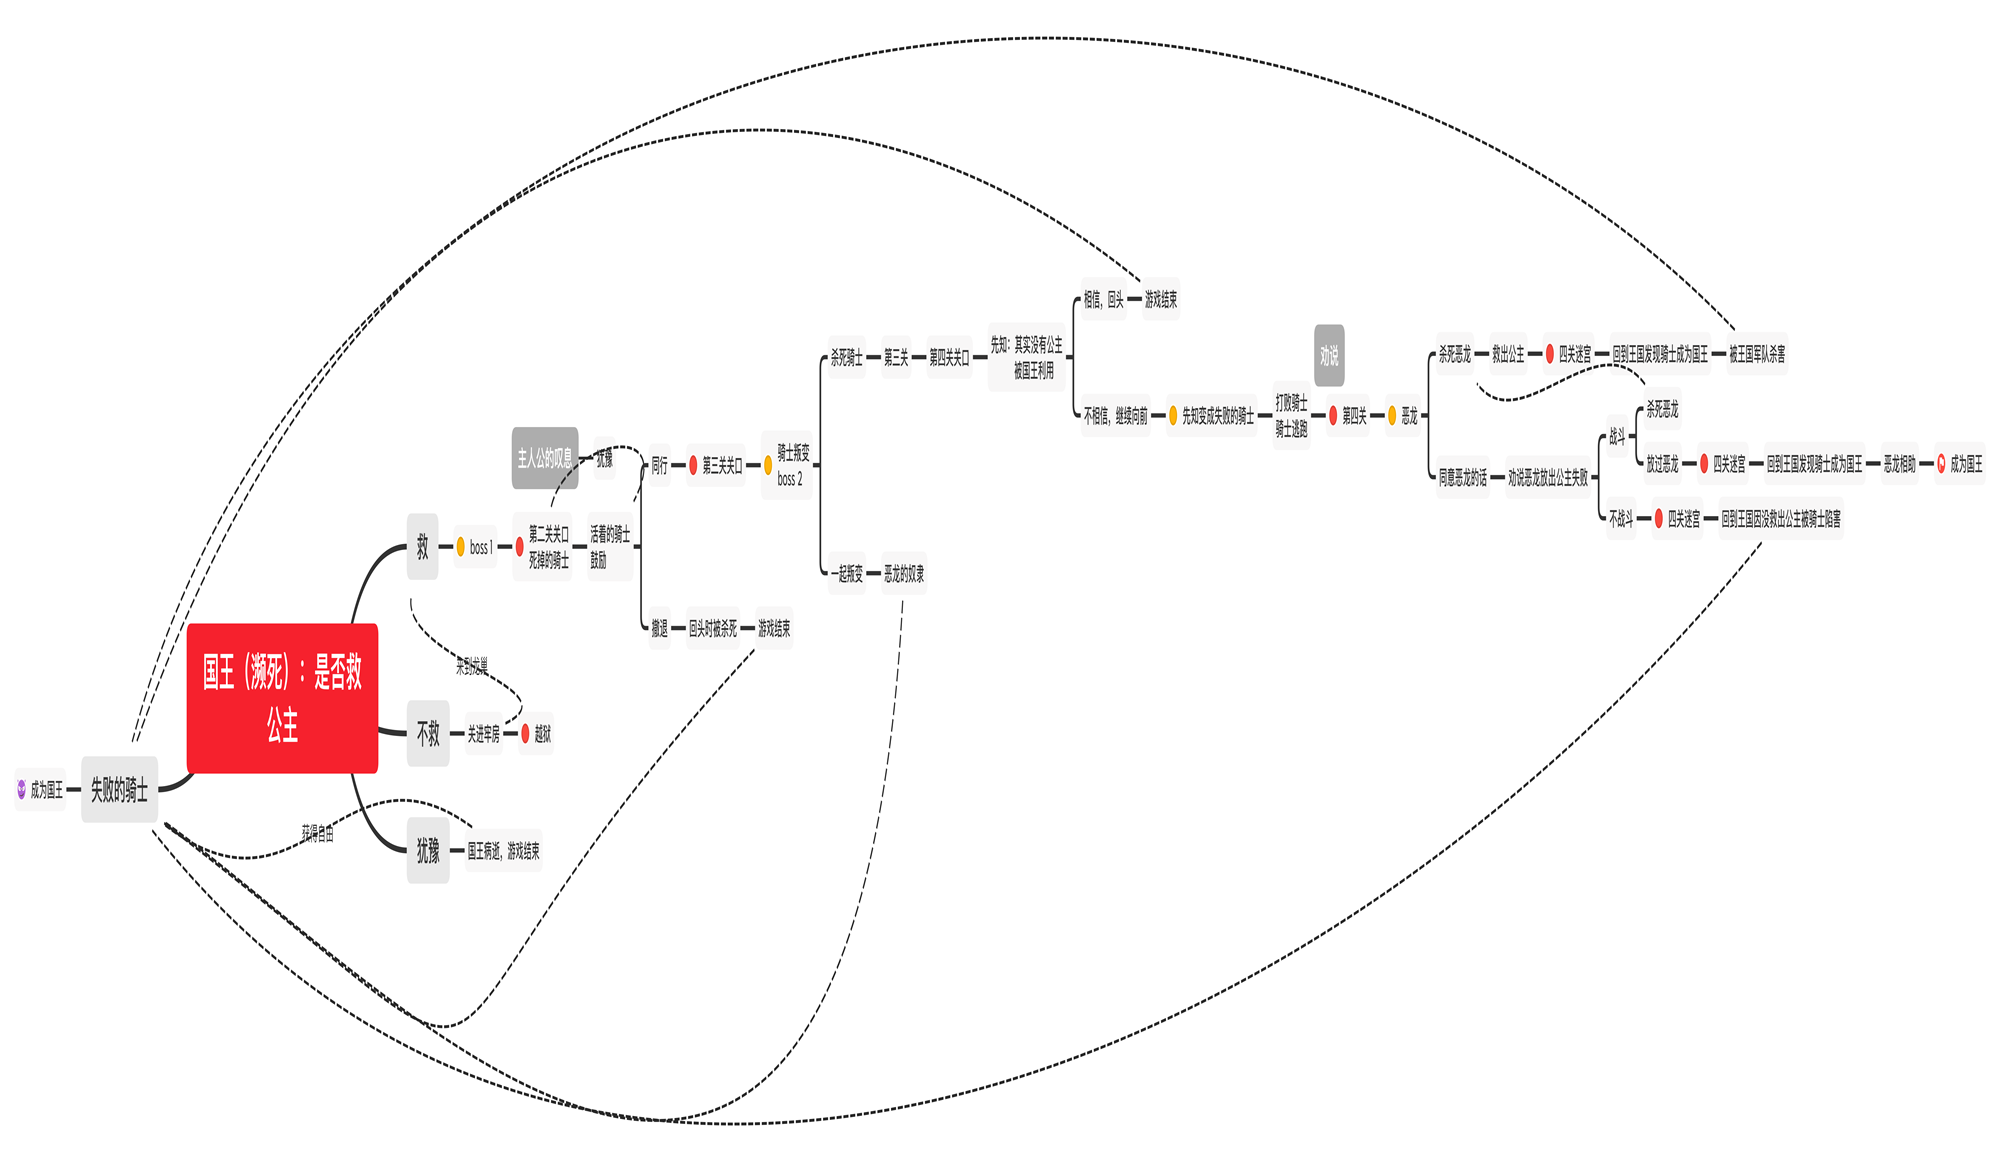 成为国王
失败的骑士
国王（濒死）：是否救
公主
救
boss 1
第二关关口
死掉的骑士
主人公的叹息
犹豫
活着的骑士
鼓励
同行
第三关关口
骑士叛变
boss 2
杀死骑士
第三关
第四关关口
先知：其实没有公主
被国王利用
相信，回头
游戏结束
不相信，继续向前
先知变成失败的骑士
打败骑士
骑士逃跑
劝说
第四关
恶龙
杀死恶龙
救出公主
四关迷宫
回到王国发现骑士成为国王
被王国军队杀害
同意恶龙的话
劝说恶龙放出公主失败
战斗
杀死恶龙
放过恶龙
四关迷宫
回到王国发现骑士成为国王
恶龙相助
成为国王
不战斗
四关迷宫
回到王国因没救出公主被骑士陷害
一起叛变
恶龙的奴隶
撤退
回头时被杀死
游戏结束
来到龙巢
不救
关进牢房
越狱
获得自由
犹豫
国王病逝，游戏结束